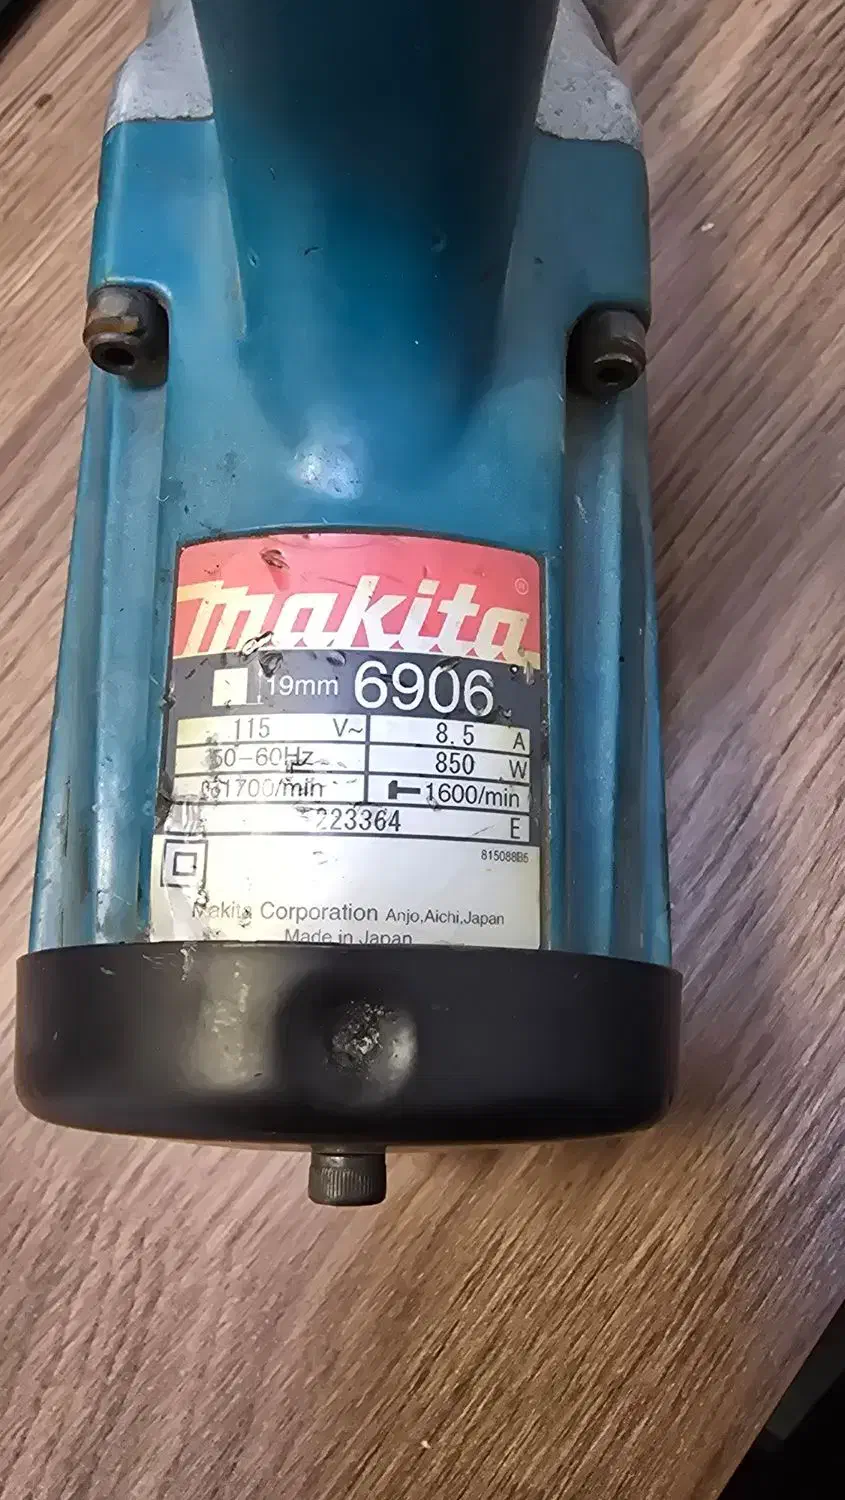 makita®
19mm 6906
115 V~ 8.5 A
50-60Hz 850 W
1700/min 1600/min
223364 E
815088B5
Makita Corporation Anjo,Aichi,Japan
Made in Japan